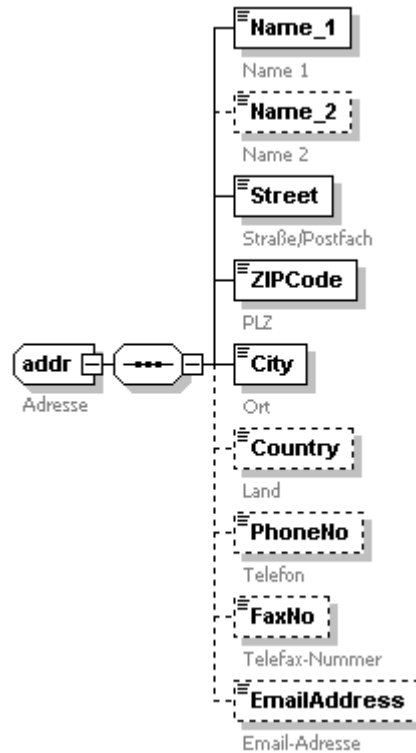 Name_1
Name 1
Name_2
Name 2
Street
Straße/Postfach
ZIPCode
PLZ
addr
Adresse
City
Ort
Country
Land
PhoneNo
Telefon
FaxNo
Telefax-Nummer
EmailAddress
Email-Adresse